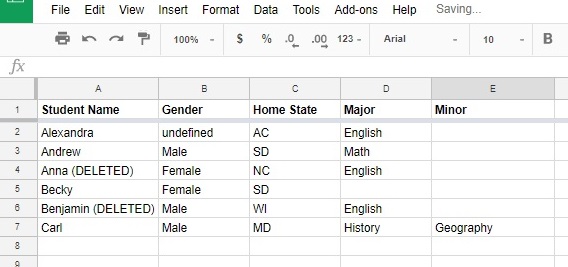 File Edit View Insert Format Data Tools Add-ons Help Saving...
100% $ % .0 .00 123 Arial 10 B
fx
A B C D E
1 Student Name Gender Home State Major Minor
2 Alexandra undefined AC English
3 Andrew Male SD Math
4 Anna (DELETED) Female NC English
5 Becky Female SD
6 Benjamin (DELETED) Male WI English
7 Carl Male MD History Geography
8
9